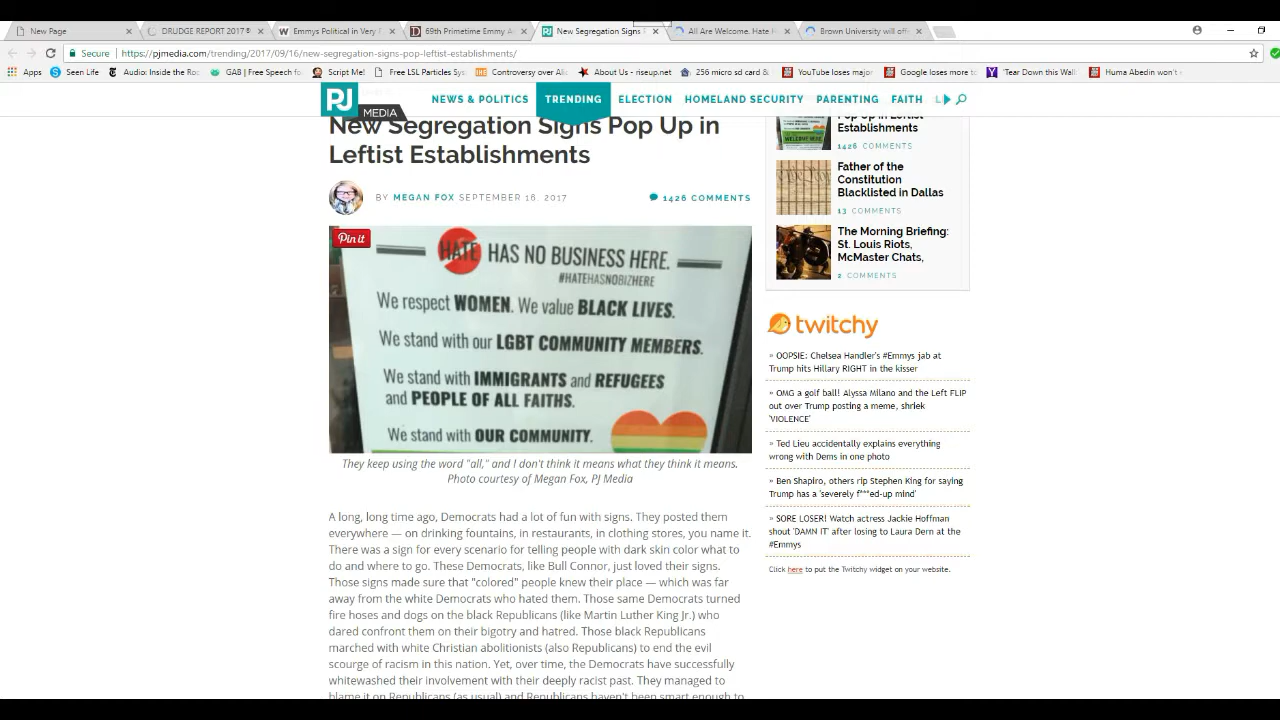 New Page
DRUDGE REPORT 2017®
Emmys Political in Very
69th Primetime Emmy A
New Segregation Signs
All Are Welcome. Hate
Brown University will off
Secure
https://pjmedia.com/trending/2017/09/16/new-segregation-signs-pop-leftist-establishments/
Apps
Seen Life
Audio: Inside the Ro
GAB | Free Speech fo
Script Me!
Free LSL Particles Sys
Controversy over Ali
About Us - riseup.net
256 micro sd card &
YouTube loses major
Google loses more to
'Tear Down this Wall
Huma Abedin won't
PJ
MEDIA
NEWS & POLITICS
TRENDING
ELECTION
HOMELAND SECURITY
PARENTING
FAITH
New Segregation Signs Pop Up in
Leftist Establishments
BY MEGAN FOX SEPTEMBER 16, 2017
1426 COMMENTS
Pin it
HATE HAS NO BUSINESS HERE.
#HATEHASNOBIZHERE
We respect WOMEN. We value BLACK LIVES.
We stand with our LGBT COMMUNITY MEMBERS.
We stand with IMMIGRANTS and REFUGEES
and PEOPLE OF ALL FAITHS.
We stand with OUR COMMUNITY.
They keep using the word "all," and I don't think it means what they think it means.
Photo courtesy of Megan Fox, PJ Media
A long, long time ago, Democrats had a lot of fun with signs. They posted them
everywhere — on drinking fountains, in restaurants, in clothing stores, you name it.
There was a sign for every scenario for telling people with dark skin color what to
do and where to go. These Democrats, like Bull Connor, just loved their signs.
Those signs made sure that "colored" people knew their place — which was far
away from the white Democrats who hated them. Those same Democrats turned
fire hoses and dogs on the black Republicans (like Martin Luther King Jr.) who
dared confront them on their bigotry and hatred. Those black Republicans
marched with white Christian abolitionists (also Republicans) to end the evil
scourge of racism in this nation. Yet, over time, the Democrats have successfully
whitewashed their involvement with their deeply racist past. They managed to
blame it on Republicans (as usual) and Republicans haven't been smart enough to
Pop Up in Leftist
Establishments
1426 COMMENTS
Father of the
Constitution
Blacklisted in Dallas
13 COMMENTS
The Morning Briefing:
St. Louis Riots,
McMaster Chats,
2 COMMENTS
twitchy
» OOPSIE: Chelsea Handler's #Emmys jab at
Trump hits Hillary RIGHT in the kisser
» OMG a golf ball! Alyssa Milano and the Left FLIP
out over Trump posting a meme, shriek
'VIOLENCE'
» Ted Lieu accidentally explains everything
wrong with Dems in one photo
» Ben Shapiro, others rip Stephen King for saying
Trump has a 'severely f***ed-up mind'
» SORE LOSER! Watch actress Jackie Hoffman
shout 'DAMN IT' after losing to Laura Dern at the
#Emmys
Click here to put the Twitchy widget on your website.